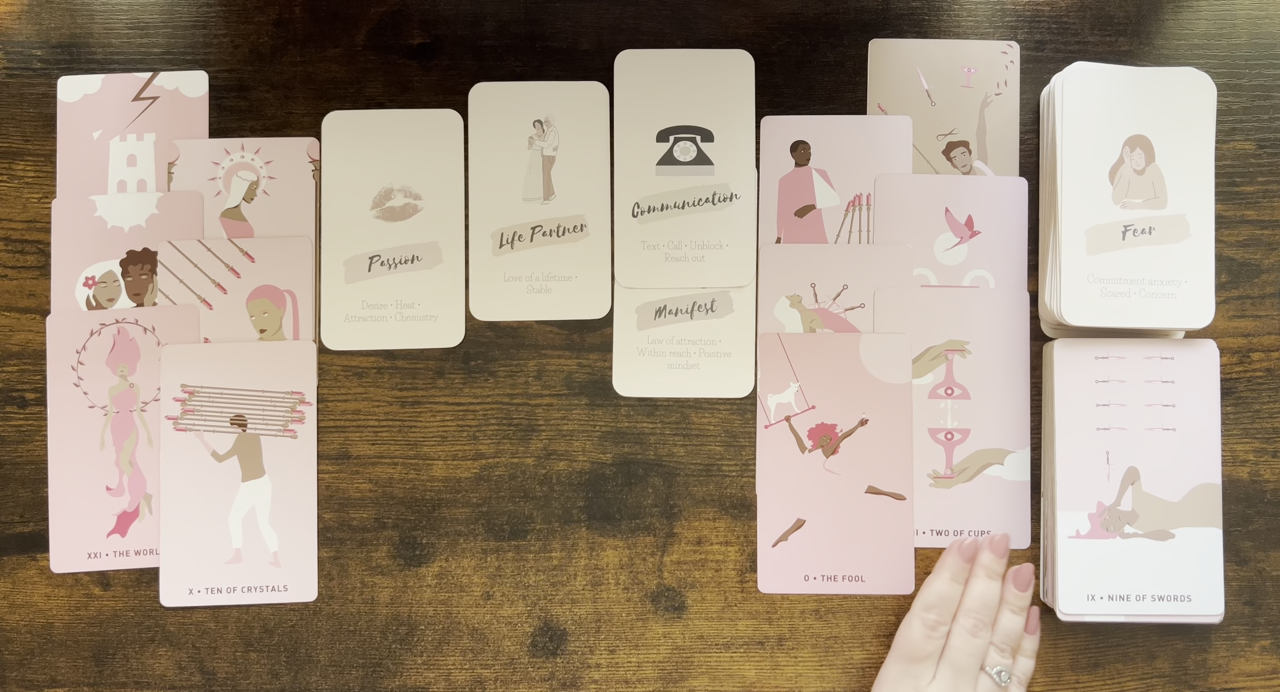 XXI • THE WORL
X • TEN OF CRYSTALS
Passion
Desire • Heat •
Attraction • Chemistry
Life Partner
Love of a lifetime •
Stable
Communication
Text • Call • Unblock •
Reach out
Manifest
Law of attraction •
Within reach • Positive
mindset
0 • THE FOOL
I • TWO OF CUPS
Fear
Commitment anxiety •
Scared • Concern
IX • NINE OF SWORDS